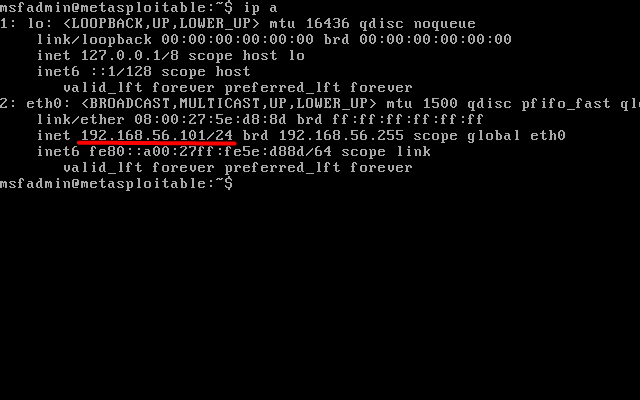 msfadmin@metasploitable:~$ ip a
1: lo: <LOOPBACK,UP,LOWER_UP> mtu 16436 qdisc noqueue
link/loopback 00:00:00:00:00:00 brd 00:00:00:00:00:00
inet 127.0.0.1/8 scope host lo
inet6 ::1/128 scope host
valid_lft forever preferred_lft forever
2: eth0: <BROADCAST,MULTICAST,UP,LOWER_UP> mtu 1500 qdisc pfifo_fast qle
link/ether 08:00:27:5e:d8:8d brd ff:ff:ff:ff:ff:ff
inet 192.168.56.101/24 brd 192.168.56.255 scope global eth0
inet6 fe80::a00:27ff:fe5e:d88d/64 scope link
valid_lft forever preferred_lft forever
msfadmin@metasploitable:~$